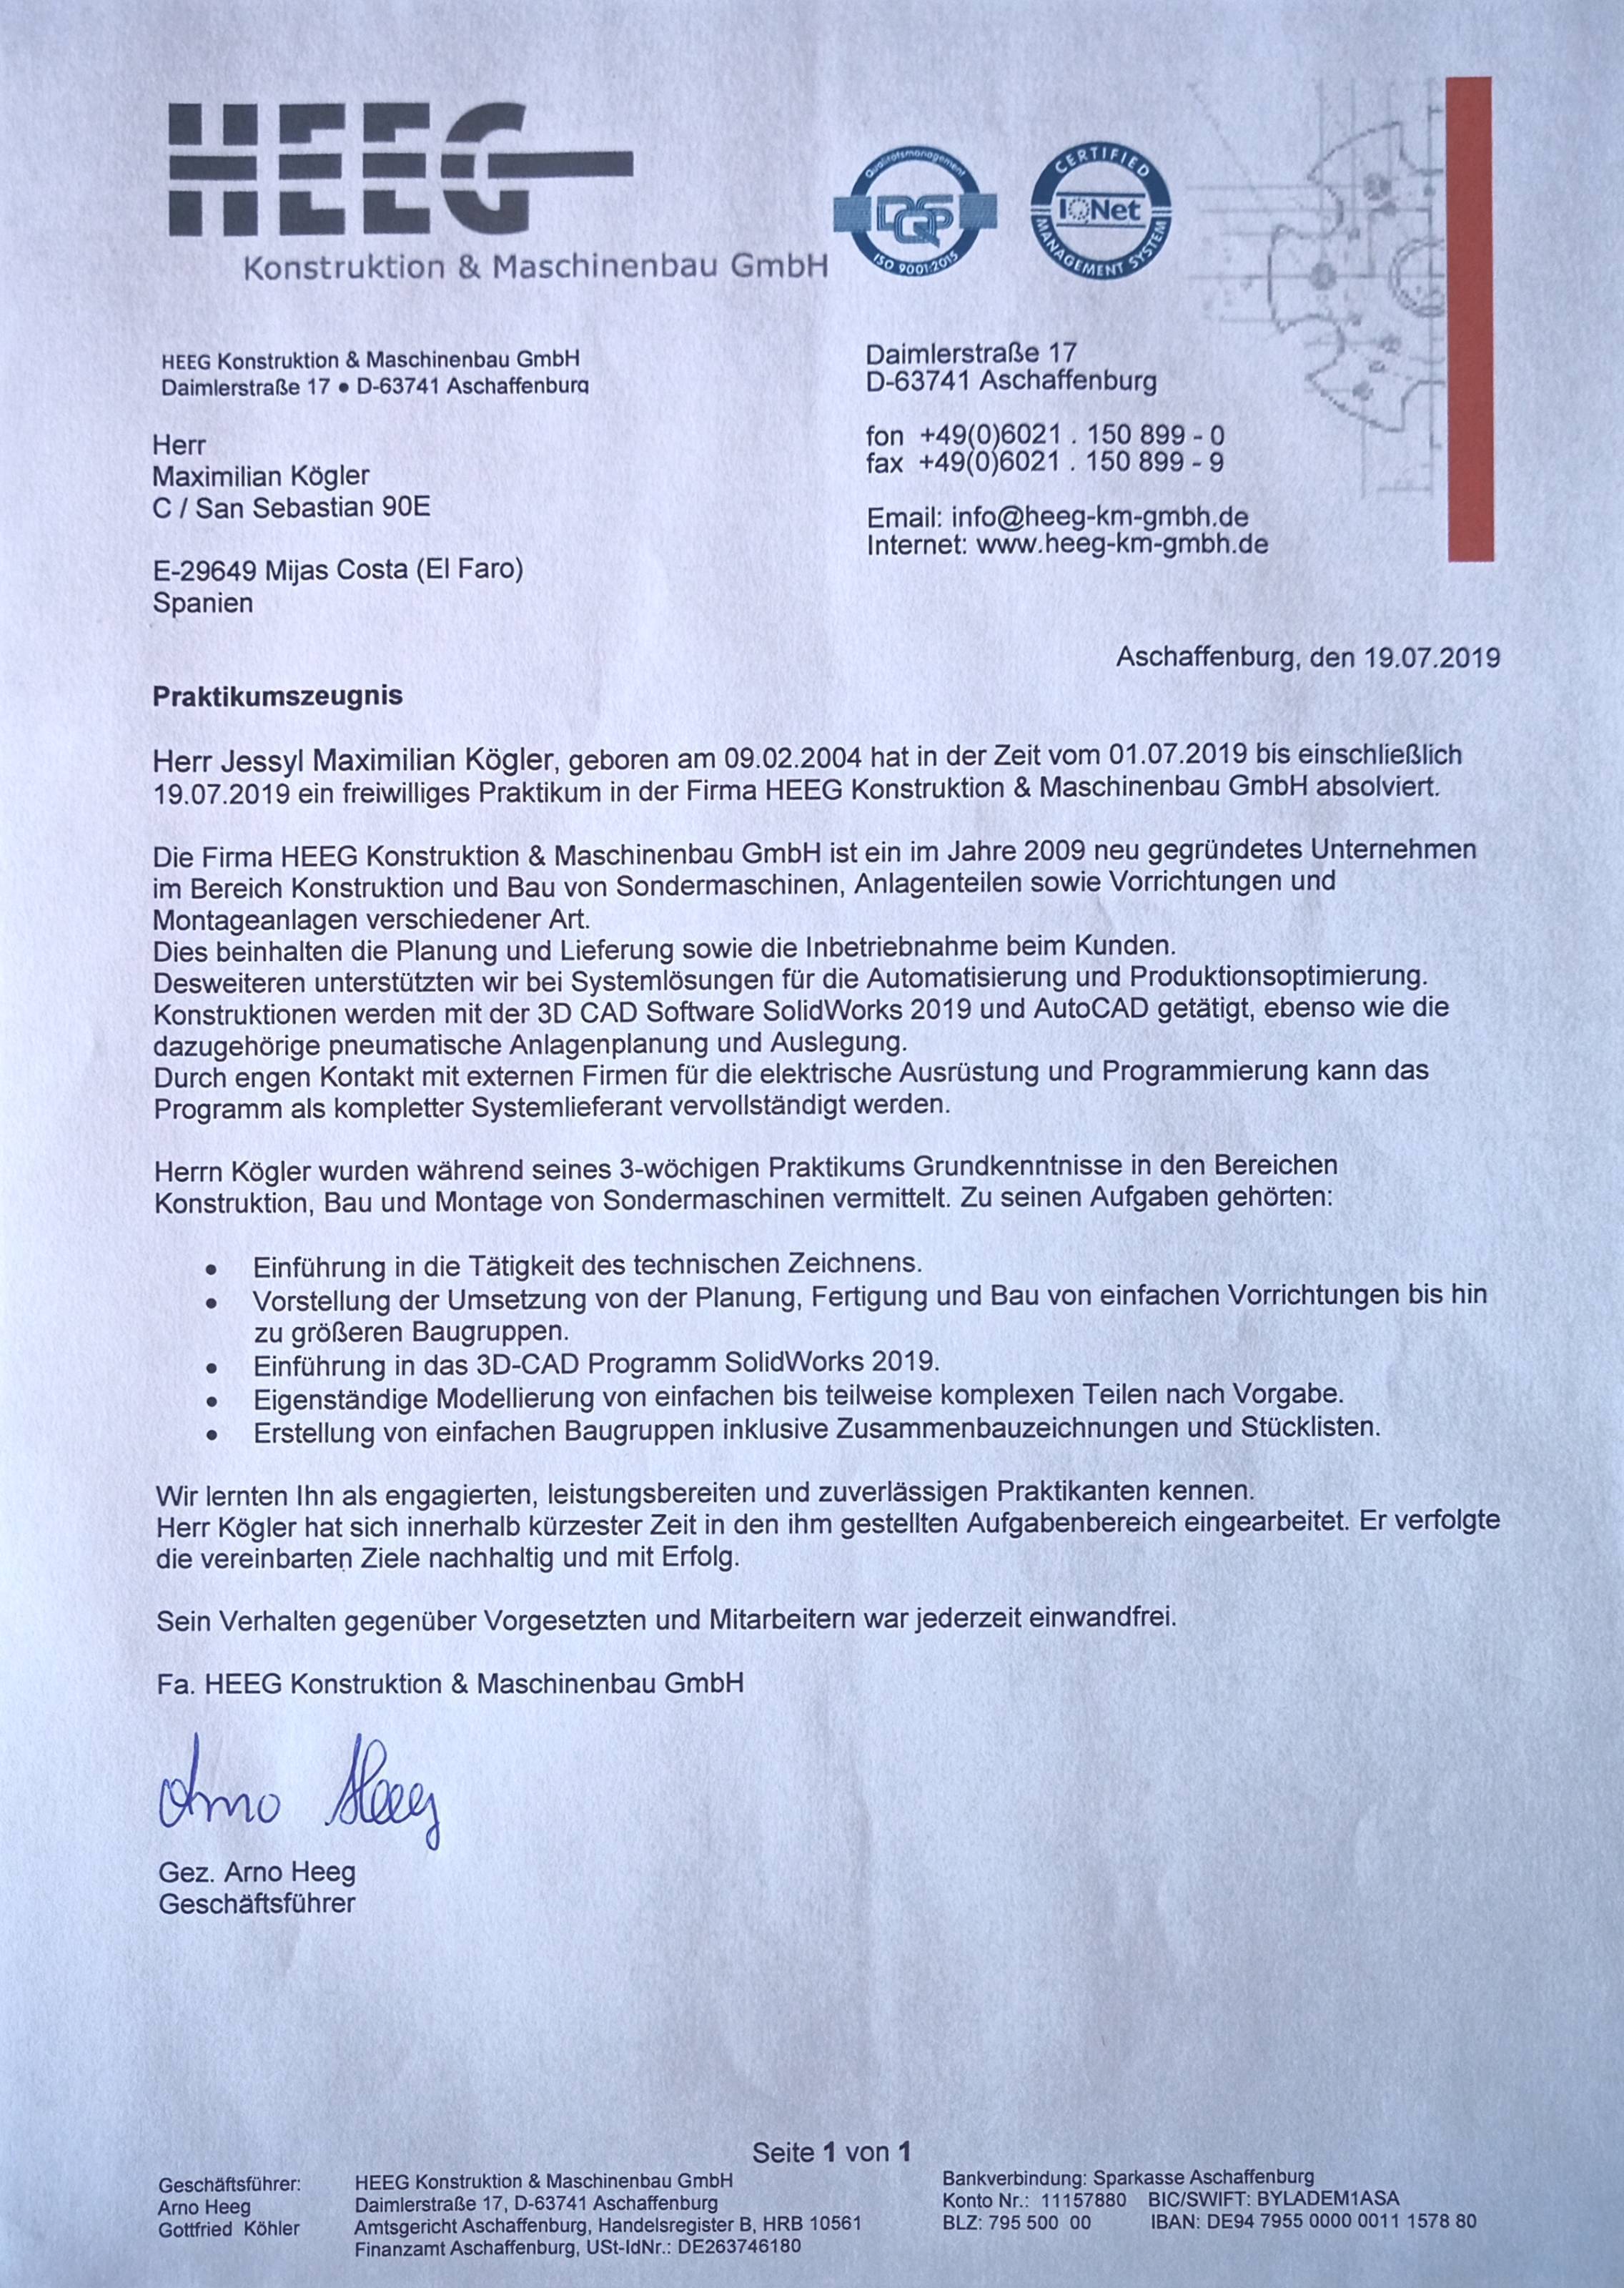 HEEG
Konstruktion & Maschinenbau GmbH
Qualitätsmanagement
DQS
ISO 9001:2015
CERTIFIED
IQNet
MANAGEMENT SYSTEM
HEEG Konstruktion & Maschinenbau GmbH
Daimlerstraße 17 ● D-63741 Aschaffenburg
Daimlerstraße 17
D-63741 Aschaffenburg
fon +49(0)6021 . 150 899 - 0
fax +49(0)6021 . 150 899 - 9
Email: info@heeg-km-gmbh.de
Internet: www.heeg-km-gmbh.de
Herr
Maximilian Kögler
C / San Sebastian 90E
E-29649 Mijas Costa (El Faro)
Spanien
Aschaffenburg, den 19.07.2019
Praktikumszeugnis
Herr Jessyl Maximilian Kögler, geboren am 09.02.2004 hat in der Zeit vom 01.07.2019 bis einschließlich
19.07.2019 ein freiwilliges Praktikum in der Firma HEEG Konstruktion & Maschinenbau GmbH absolviert.
Die Firma HEEG Konstruktion & Maschinenbau GmbH ist ein im Jahre 2009 neu gegründetes Unternehmen
im Bereich Konstruktion und Bau von Sondermaschinen, Anlagenteilen sowie Vorrichtungen und
Montageanlagen verschiedener Art.
Dies beinhalten die Planung und Lieferung sowie die Inbetriebnahme beim Kunden.
Desweiteren unterstützten wir bei Systemlösungen für die Automatisierung und Produktionsoptimierung.
Konstruktionen werden mit der 3D CAD Software SolidWorks 2019 und AutoCAD getätigt, ebenso wie die
dazugehörige pneumatische Anlagenplanung und Auslegung.
Durch engen Kontakt mit externen Firmen für die elektrische Ausrüstung und Programmierung kann das
Programm als kompletter Systemlieferant vervollständigt werden.
Herrn Kögler wurden während seines 3-wöchigen Praktikums Grundkenntnisse in den Bereichen
Konstruktion, Bau und Montage von Sondermaschinen vermittelt. Zu seinen Aufgaben gehörten:
• Einführung in die Tätigkeit des technischen Zeichnens.
• Vorstellung der Umsetzung von der Planung, Fertigung und Bau von einfachen Vorrichtungen bis hin
zu größeren Baugruppen.
• Einführung in das 3D-CAD Programm SolidWorks 2019.
• Eigenständige Modellierung von einfachen bis teilweise komplexen Teilen nach Vorgabe.
• Erstellung von einfachen Baugruppen inklusive Zusammenbauzeichnungen und Stücklisten.
Wir lernten Ihn als engagierten, leistungsbereiten und zuverlässigen Praktikanten kennen.
Herr Kögler hat sich innerhalb kürzester Zeit in den ihm gestellten Aufgabenbereich eingearbeitet. Er verfolgte
die vereinbarten Ziele nachhaltig und mit Erfolg.
Sein Verhalten gegenüber Vorgesetzten und Mitarbeitern war jederzeit einwandfrei.
Fa. HEEG Konstruktion & Maschinenbau GmbH
Arno Heeg
Gez. Arno Heeg
Geschäftsführer
Seite 1 von 1
Geschäftsführer:
Arno Heeg
Gottfried Köhler
HEEG Konstruktion & Maschinenbau GmbH
Daimlerstraße 17, D-63741 Aschaffenburg
Amtsgericht Aschaffenburg, Handelsregister B, HRB 10561
Finanzamt Aschaffenburg, USt-IdNr.: DE263746180
Bankverbindung: Sparkasse Aschaffenburg
Konto Nr.: 11157880 BIC/SWIFT: BYLADEM1ASA
BLZ: 795 500 00 IBAN: DE94 7955 0000 0011 1578 80